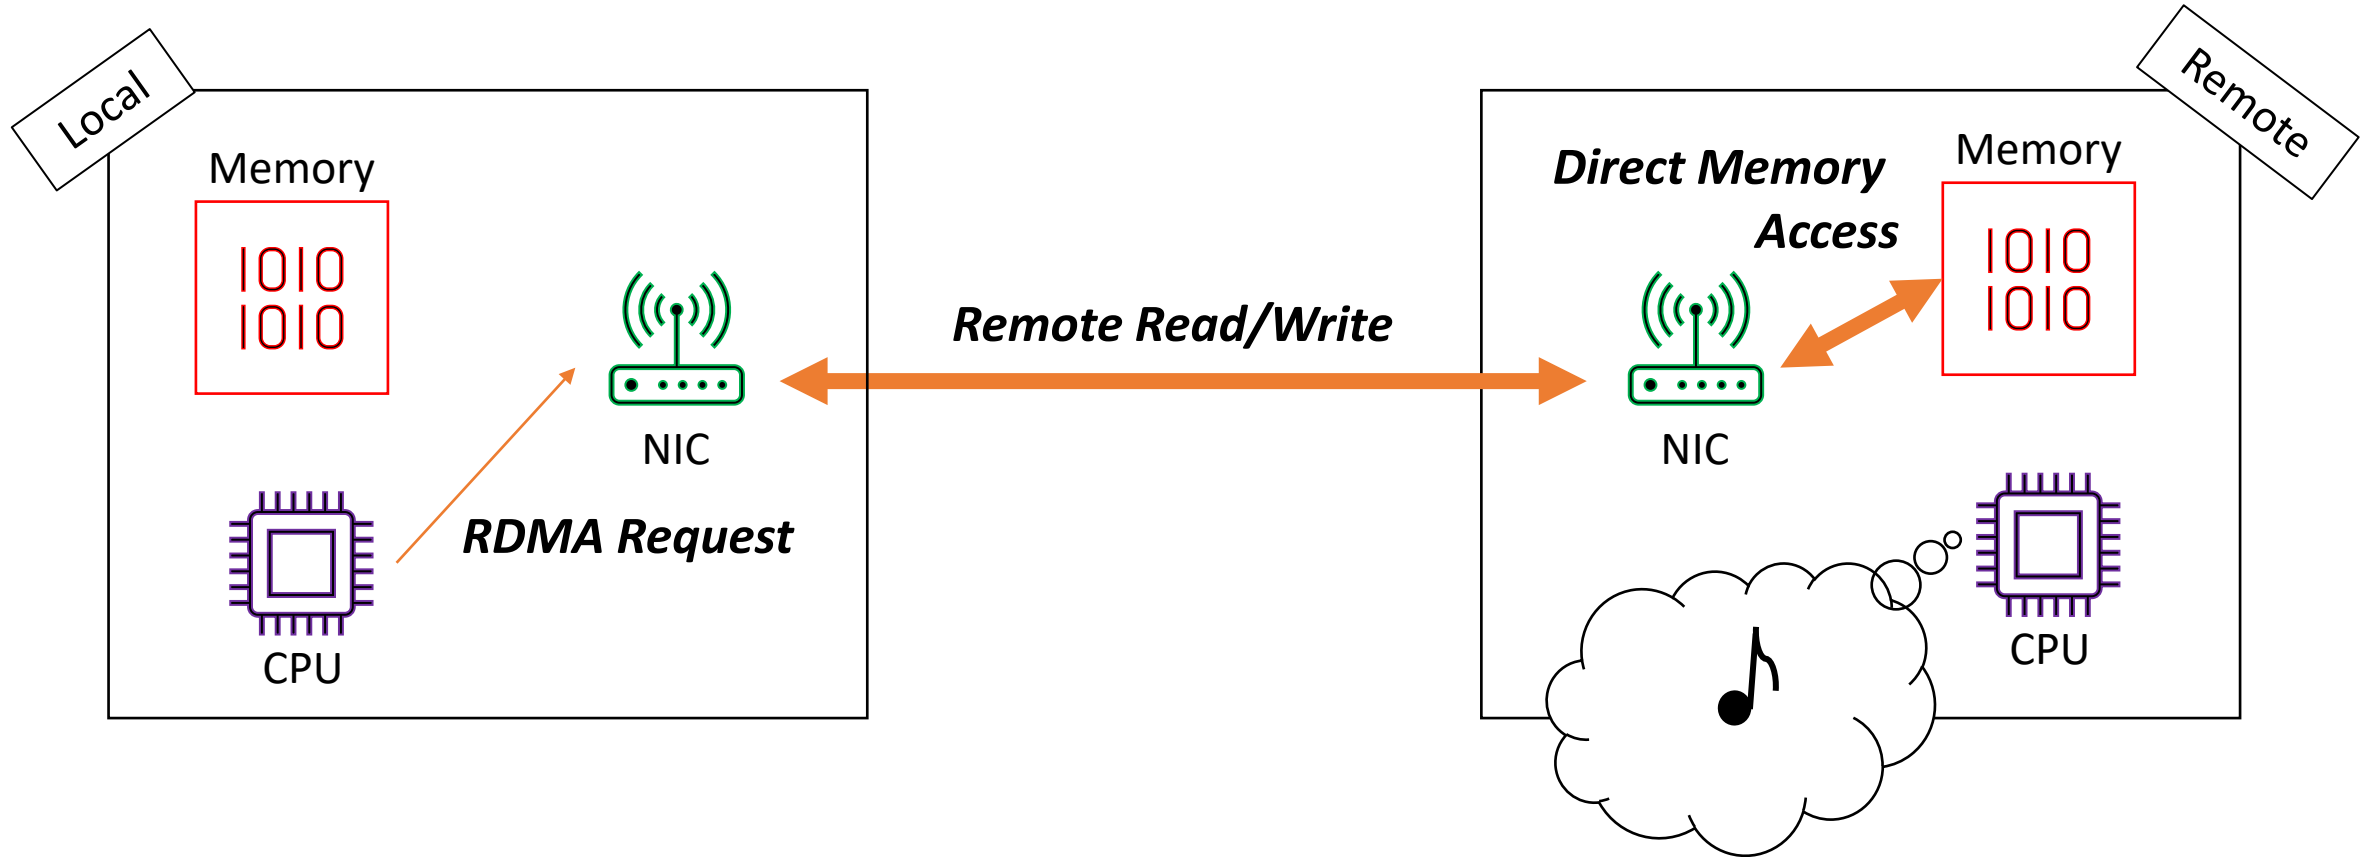 Local
Memory
1010
1010
NIC
RDMA Request
CPU
Remote Read/Write
Remote
Direct Memory
Access
Memory
1010
1010
NIC
CPU